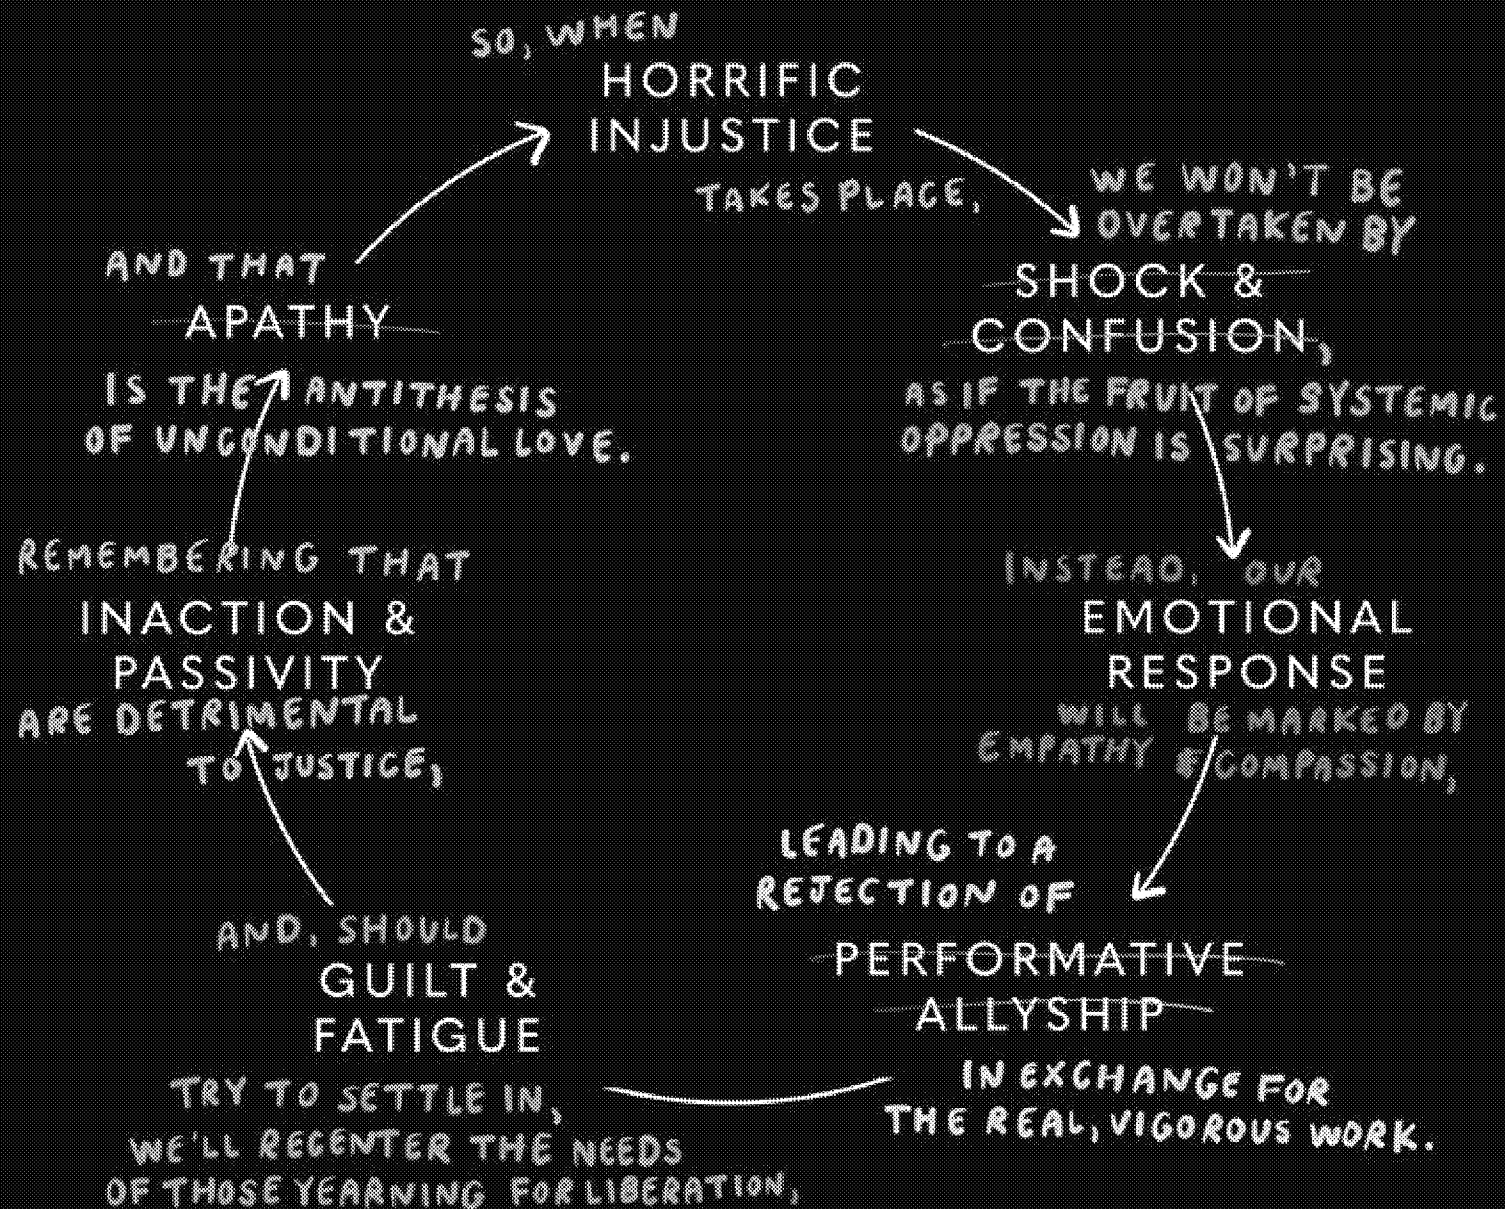 SO, WHEN
HORRIFIC
INJUSTICE
TAKES PLACE,
WE WON'T BE
OVERTAKEN BY
SHOCK &
CONFUSION,
AS IF THE FRUIT OF SYSTEMIC
OPPRESSION IS SURPRISING.
INSTEAD, OUR
EMOTIONAL
RESPONSE
WILL BE MARKED BY
EMPATHY & COMPASSION,
LEADING TO A
REJECTION OF
PERFORMATIVE
ALLYSHIP
IN EXCHANGE FOR
THE REAL, VIGOROUS WORK.
AND, SHOULD
GUILT &
FATIGUE
TRY TO SETTLE IN,
WE'LL RECENTER THE NEEDS
OF THOSE YEARNING FOR LIBERATION,
REMEMBERING THAT
INACTION &
PASSIVITY
ARE DETRIMENTAL
TO JUSTICE,
AND THAT
APATHY
IS THE ANTITHESIS
OF UNCONDITIONAL LOVE.